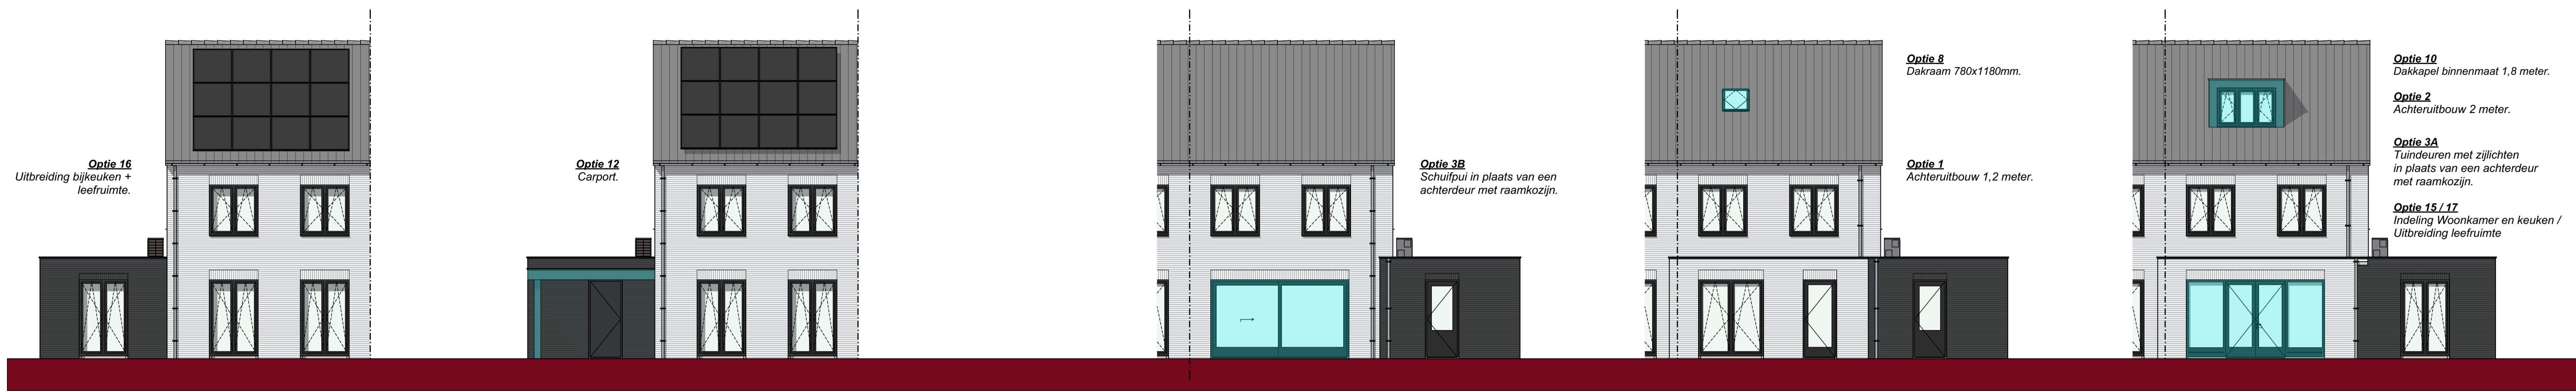 Optie 16
Uitbreiding bijkeuken +
leefruimte.
Optie 12
Carport.
Optie 3B
Schuifpui in plaats van een
achterdeur met raamkozijn.
Optie 8
Dakraam 780x1180mm.
Optie 1
Achteruitbouw 1,2 meter.
Optie 10
Dakkapel binnenmaat 1,8 meter.
Optie 2
Achteruitbouw 2 meter.
Optie 3A
Tuindeuren met zijlichten
in plaats van een achterdeur
met raamkozijn.
Optie 15 / 17
Indeling Woonkamer en keuken /
Uitbreiding leefruimte